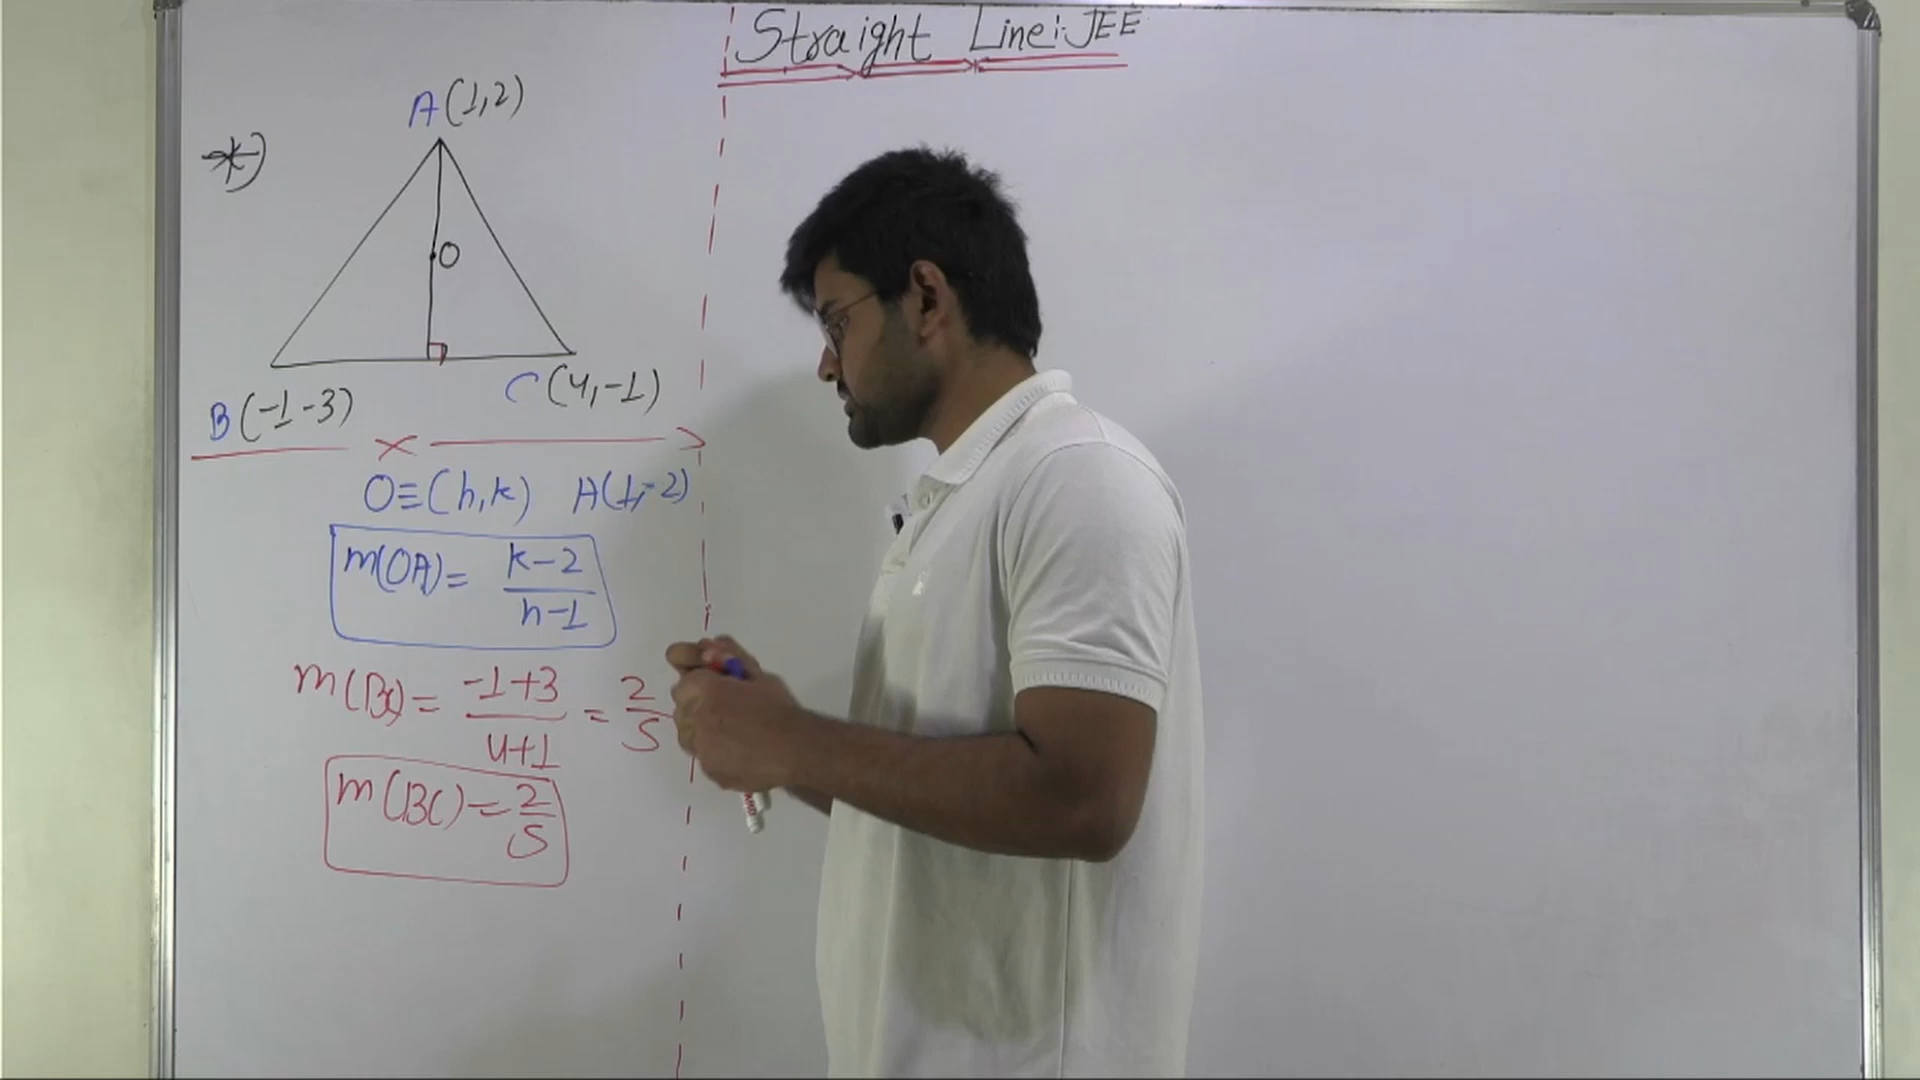 Straight Line:-JEE
A(1,2)
*)
O
B(-1-3)
C(4,-1)
O≡(h,k) A(1,-2)
m(OA)= k-2
h-1
m(BC)= -1+3 = 2
4+1 5
m(BC)=2
5